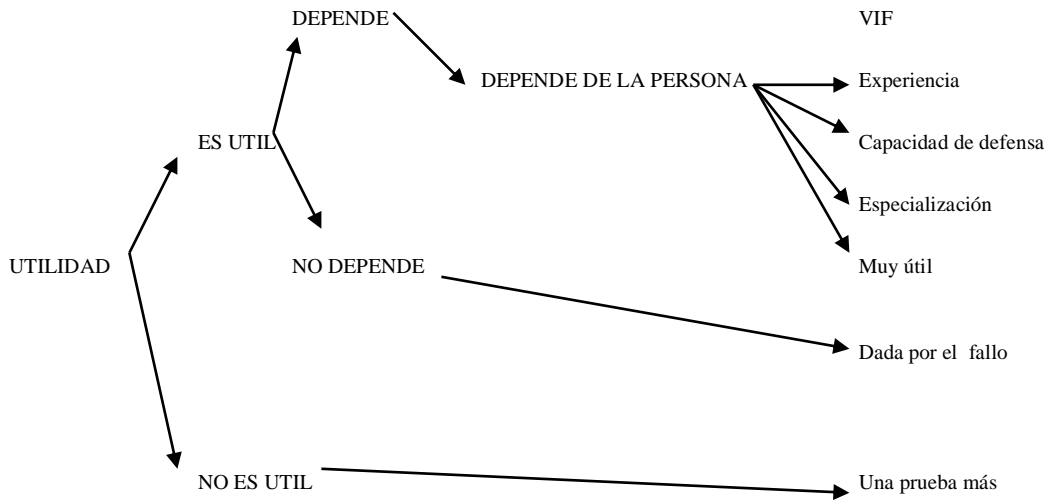 DEPENDE
VIF
DEPENDE DE LA PERSONA
Experiencia
ES UTIL
Capacidad de defensa
Especialización
UTILIDAD
NO DEPENDE
Muy útil
Dada por el fallo
NO ES UTIL
Una prueba más